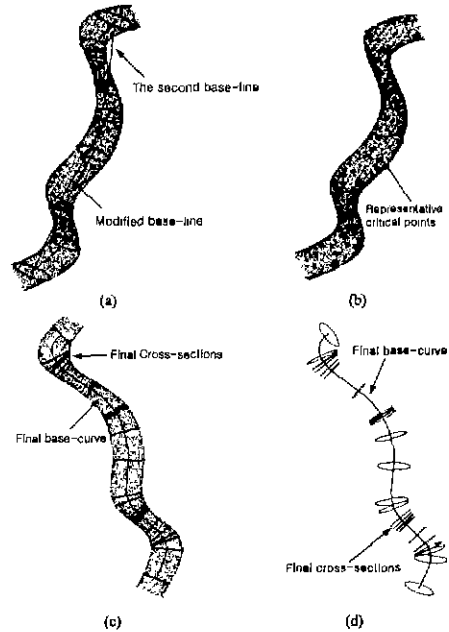 The second base-line
Modified base-line
(a)
Representative
critical points
(b)
Final Cross-sections
Final base-curve
(c)
Final base-curve
Final cross-sections
(d)